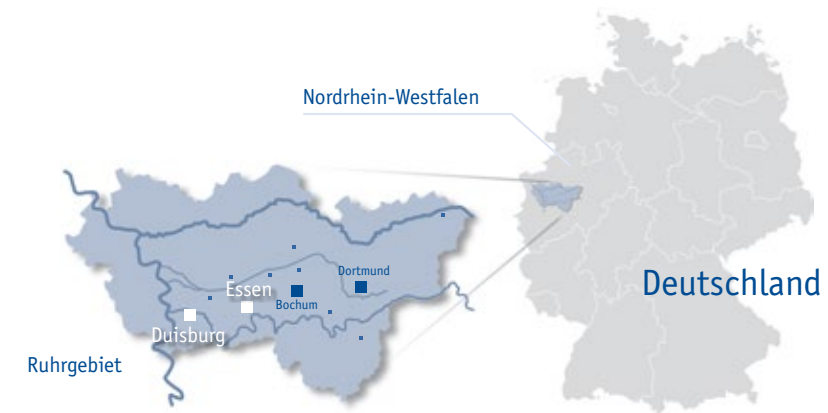 Nordrhein-Westfalen
Deutschland
Dortmund
Essen
Bochum
Duisburg
Ruhrgebiet